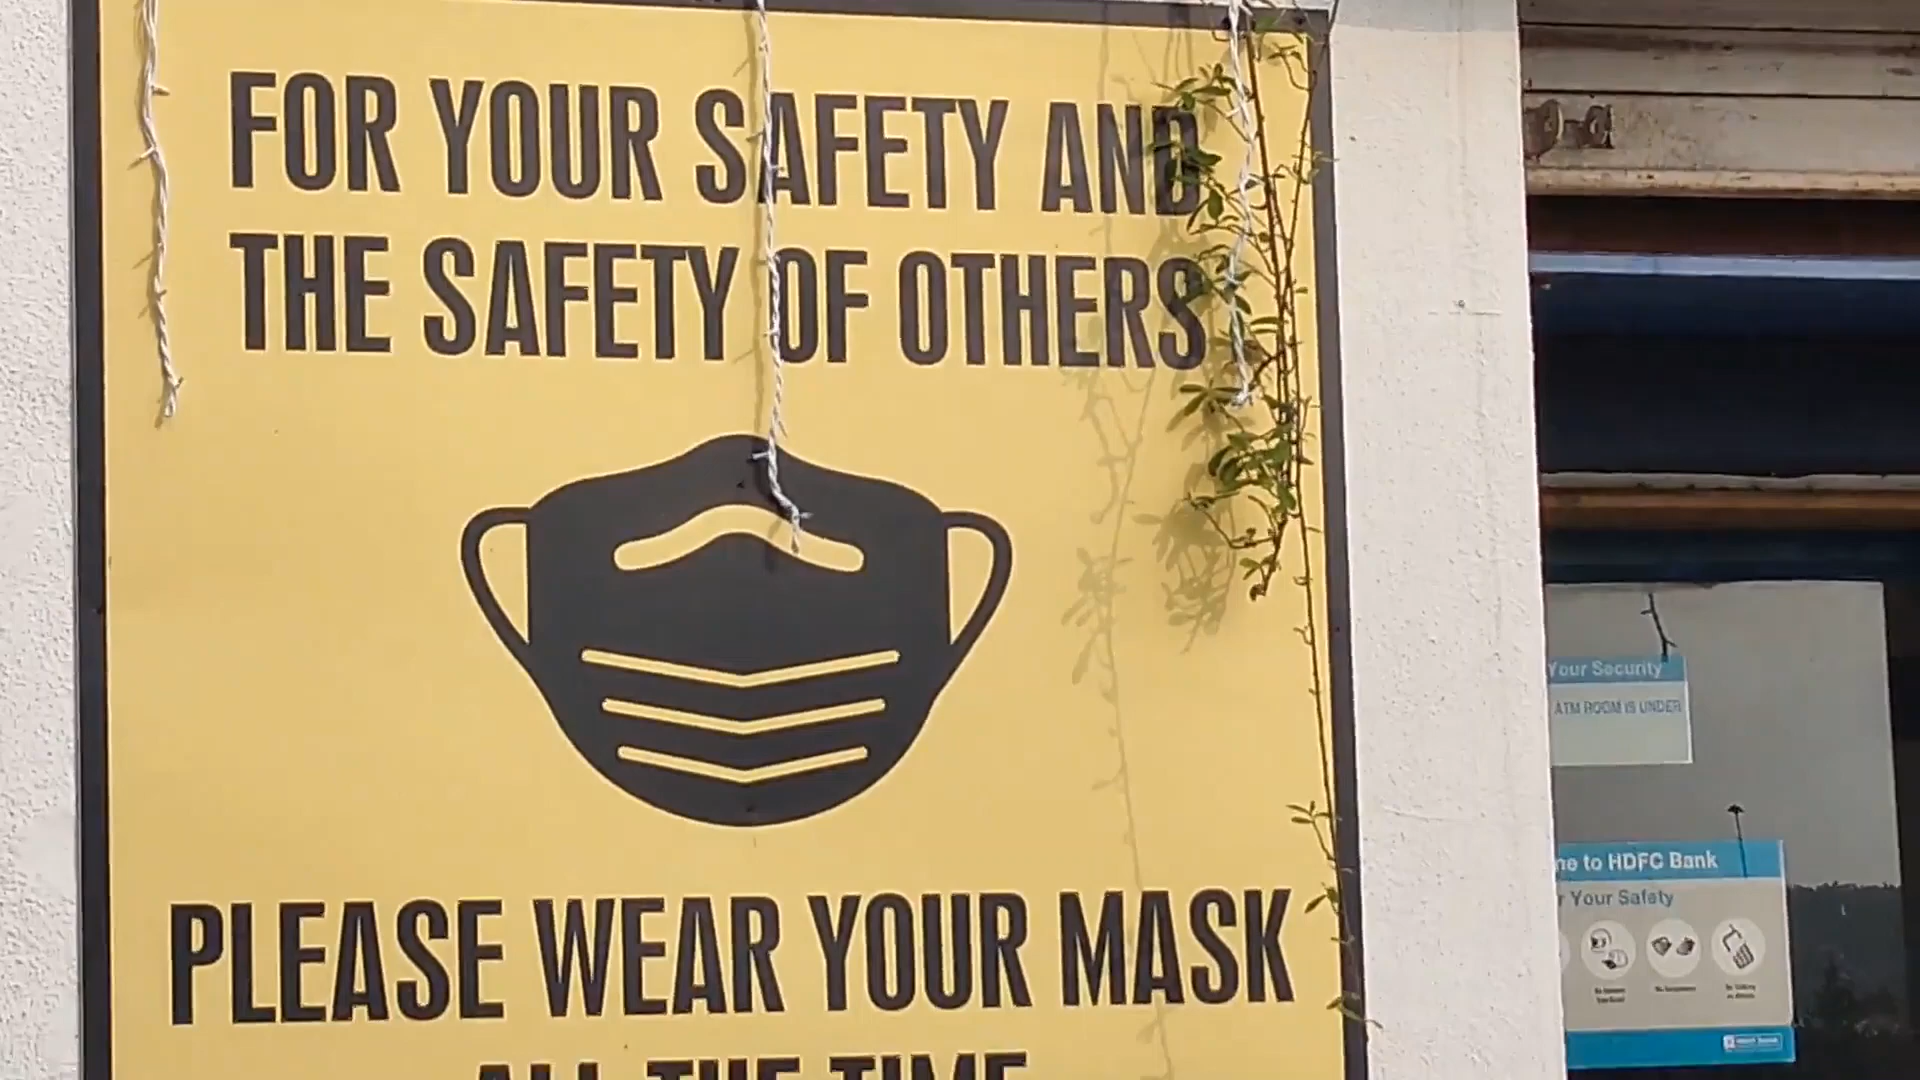 FOR YOUR SAFETY AND
THE SAFETY OF OTHERS
PLEASE WEAR YOUR MASK
ALL THE TIME
Your Security
ATM ROOM IS UNDER
to HDFC Bank
Your Safety